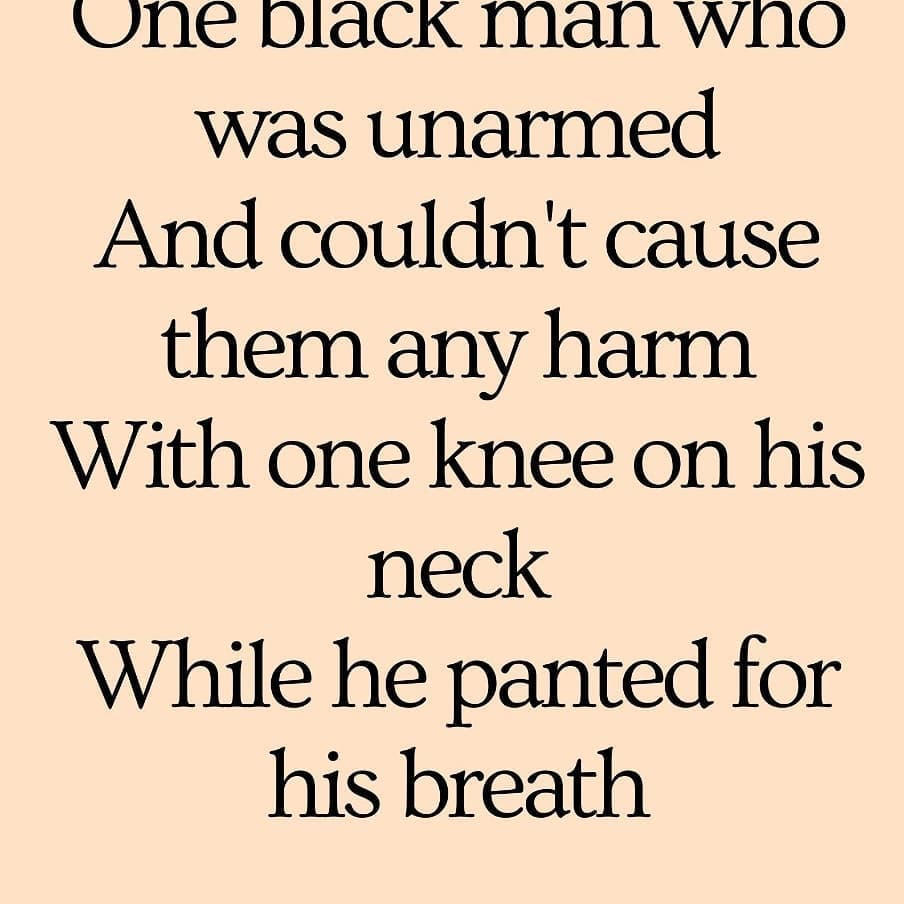 One black man who
was unarmed
And couldn't cause
them any harm
With one knee on his
neck
While he panted for
his breath